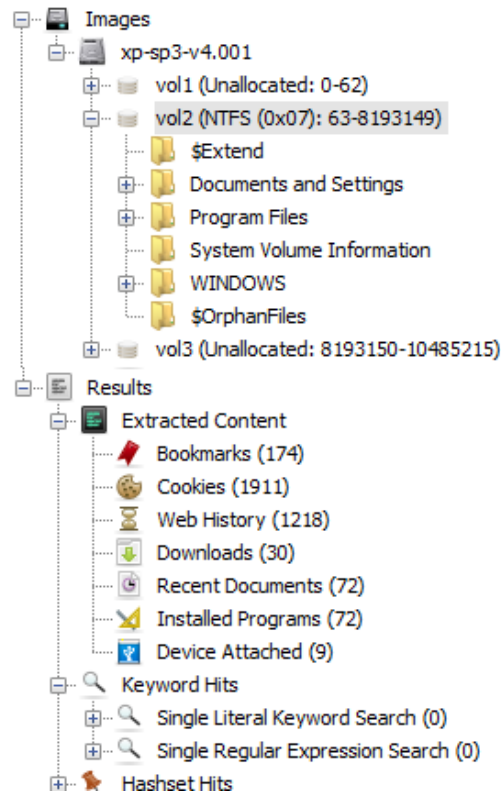 Images
xp-sp3-v4.001
vol1 (Unallocated: 0-62)
vol2 (NTFS (0x07): 63-8193149)
$Extend
Documents and Settings
Program Files
System Volume Information
WINDOWS
$OrphanFiles
vol3 (Unallocated: 8193150-10485215)
Results
Extracted Content
Bookmarks (174)
Cookies (1911)
Web History (1218)
Downloads (30)
Recent Documents (72)
Installed Programs (72)
Device Attached (9)
Keyword Hits
Single Literal Keyword Search (0)
Single Regular Expression Search (0)
Hashset Hits